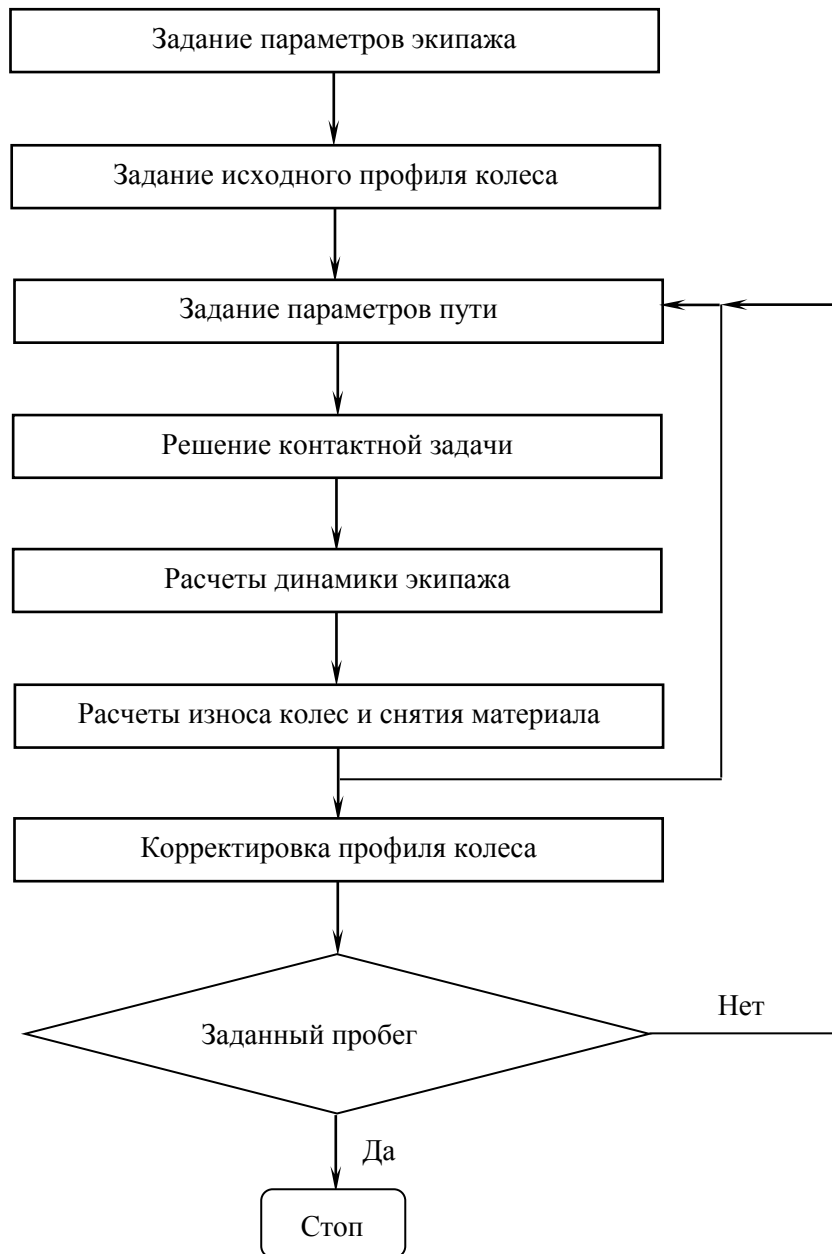 Задание параметров экипажа
Задание исходного профиля колеса
Задание параметров пути
Решение контактной задачи
Расчеты динамики экипажа
Расчеты износа колес и снятия материала
Корректировка профиля колеса
Нет
Заданный пробег
Да
Стоп